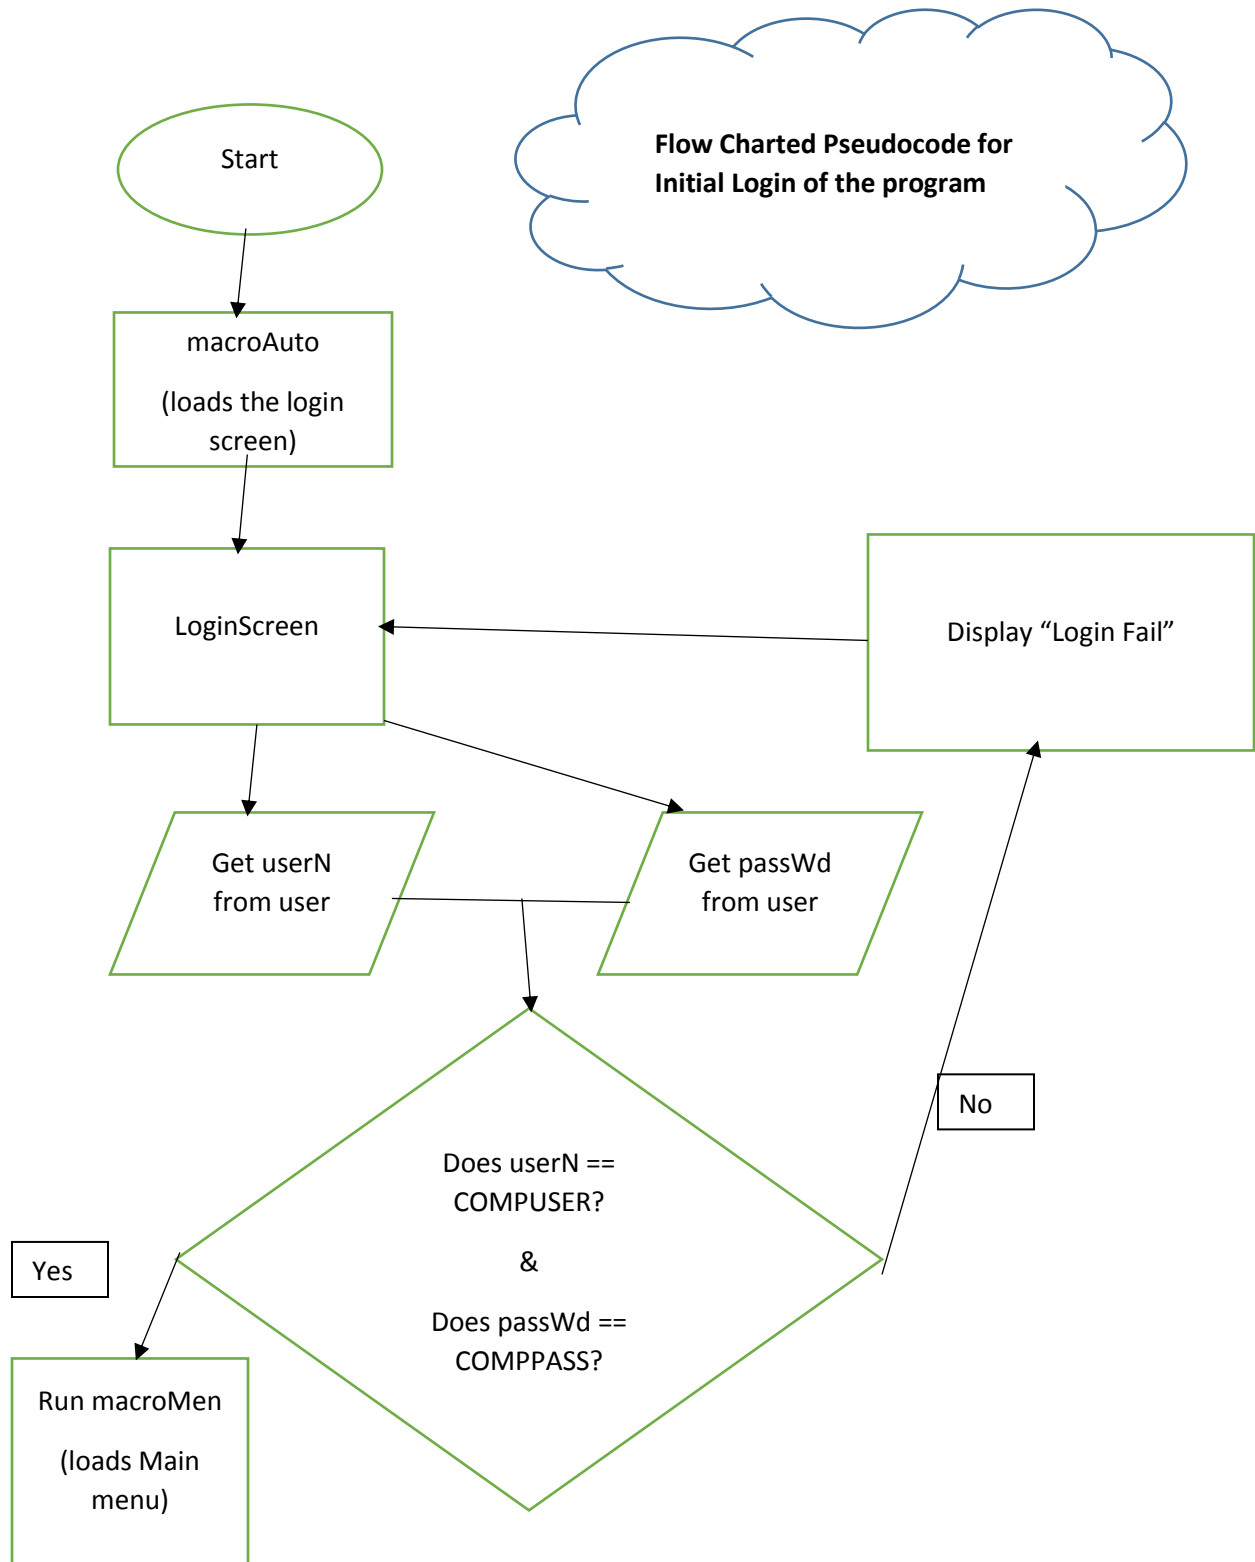 Start
Flow Charted Pseudocode for
Initial Login of the program
macroAuto
(loads the login
screen)
LoginScreen
Display “Login Fail”
Get userN
from user
Get passWd
from user
No
Does userN ==
COMPUSER?
&
Does passWd ==
COMPPASS?
Yes
Run macroMen
(loads Main
menu)